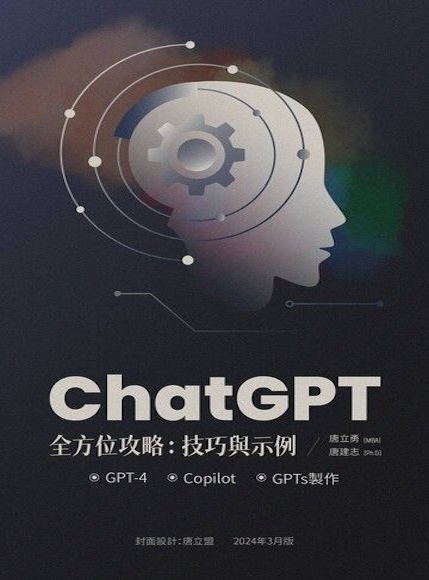 ChatGPT
全方位攻略：技巧與示例 / 唐立勇 (MBA)
唐建志 (Ph.D)
GPT-4 Copilot GPTs製作
封面設計：唐立盟 2024年3月版